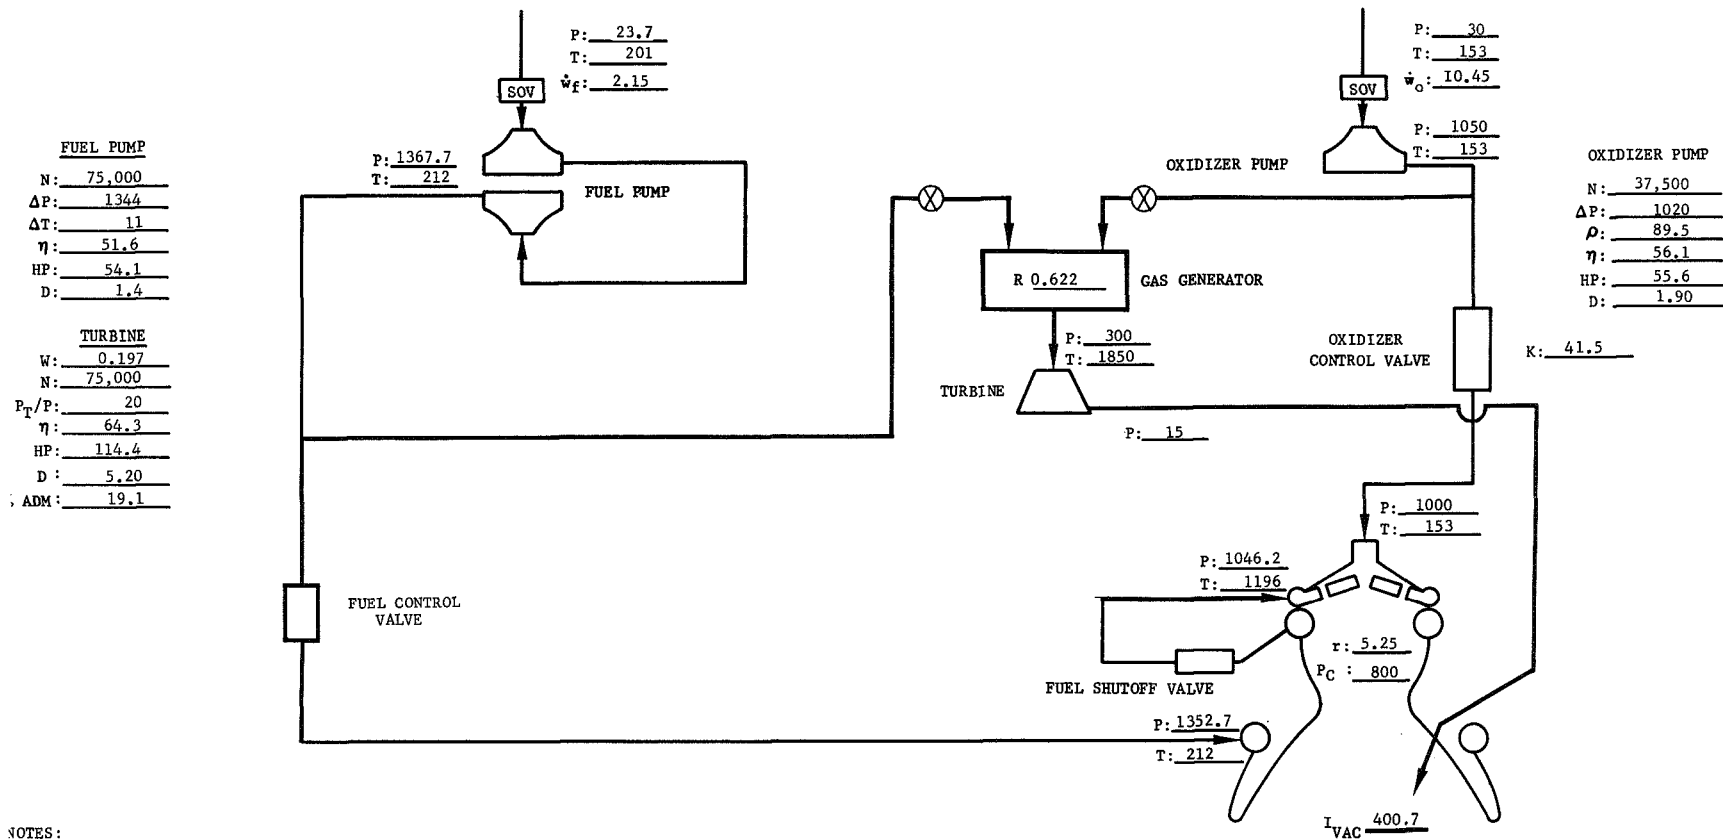 P: 23.7
T: 201
ẇf: 2.15
SOV
P: 30
T: 153
ẇo: 10.45
SOV
P: 1050
T: 153
FUEL PUMP
N: 75,000
ΔP: 1344
ΔT: 11
η: 51.6
HP: 54.1
D: 1.4
TURBINE
W: 0.197
N: 75,000
PT/P: 20
η: 64.3
HP: 114.4
D : 5.20
ADM: 19.1
P: 1367.7
T: 212
FUEL PUMP
OXIDIZER PUMP
OXIDIZER PUMP
N: 37,500
ΔP: 1020
ρ: 89.5
η: 56.1
HP: 55.6
D: 1.90
R 0.622
GAS GENERATOR
P: 300
T: 1850
TURBINE
P: 15
OXIDIZER
CONTROL VALVE
K: 41.5
P: 1000
T: 153
P: 1046.2
T: 1196
FUEL CONTROL
VALVE
r: 5.25
PC : 800
FUEL SHUTOFF VALVE
P: 1352.7
T: 212
IVAC 400.7
NOTES: